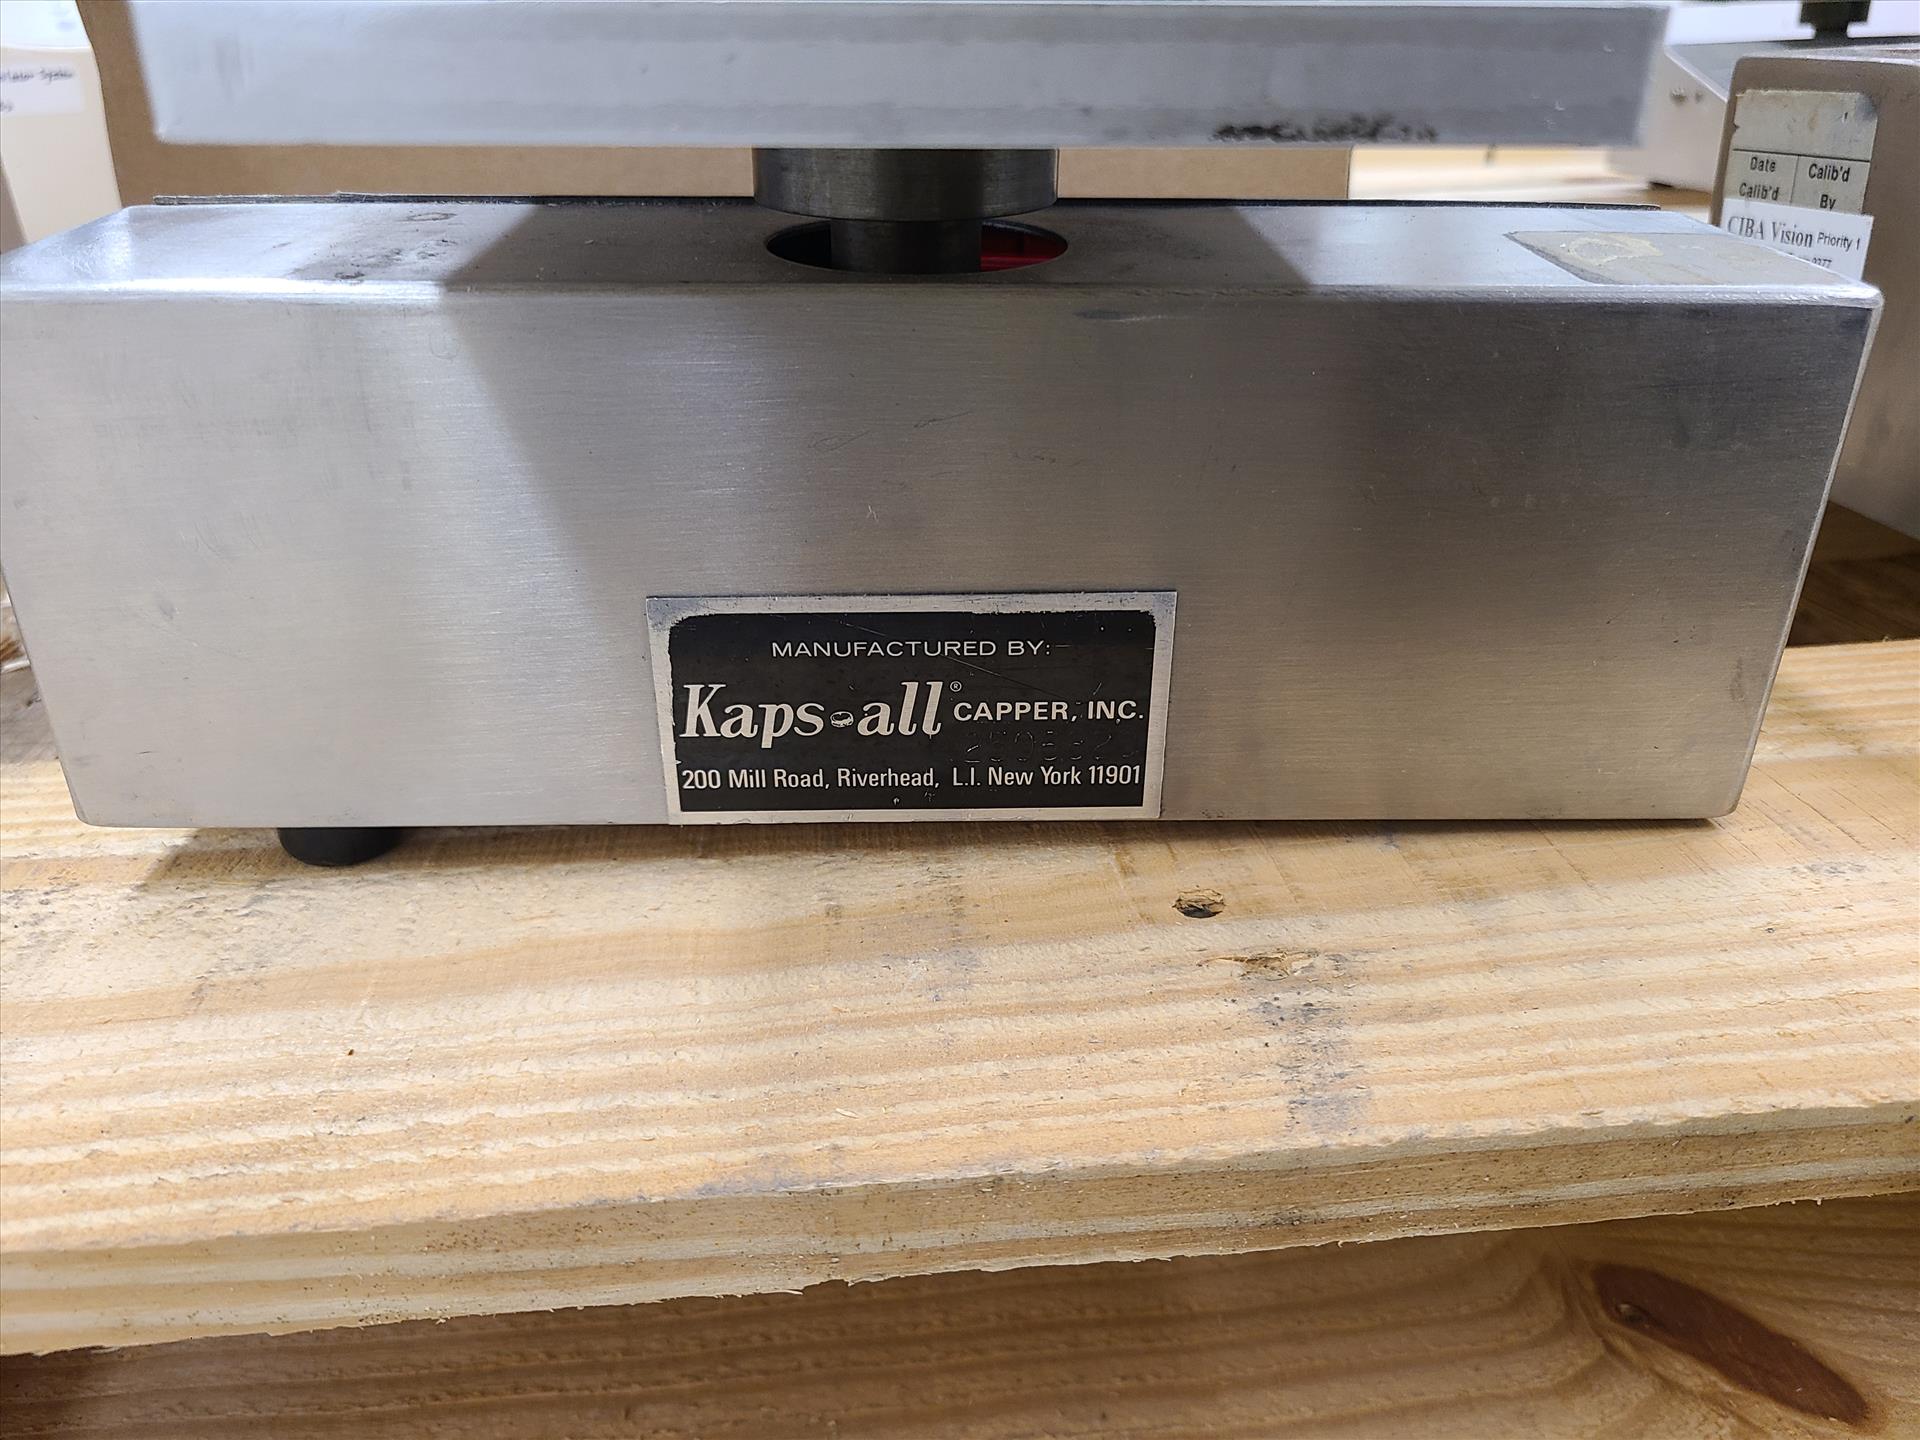 MANUFACTURED BY:
Kaps-all® CAPPER, INC.
200 Mill Road, Riverhead, L.I. New York 11901
Date Calib'd
Calib'd By
CIBA Vision Priority 1